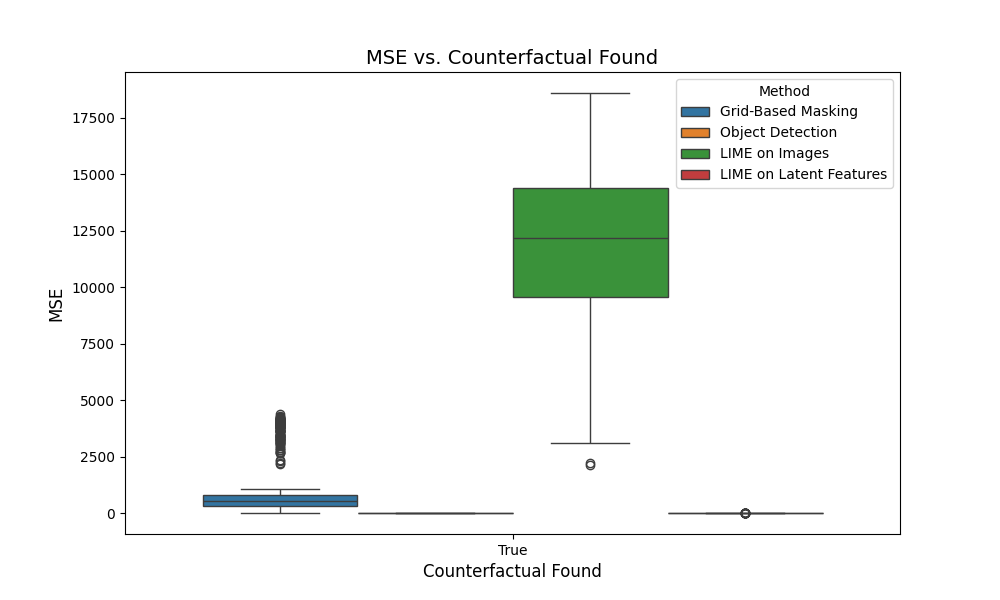 MSE vs. Counterfactual Found
Method
Grid-Based Masking
Object Detection
LIME on Images
LIME on Latent Features
MSE
17500
15000
12500
10000
7500
5000
2500
0
True
Counterfactual Found